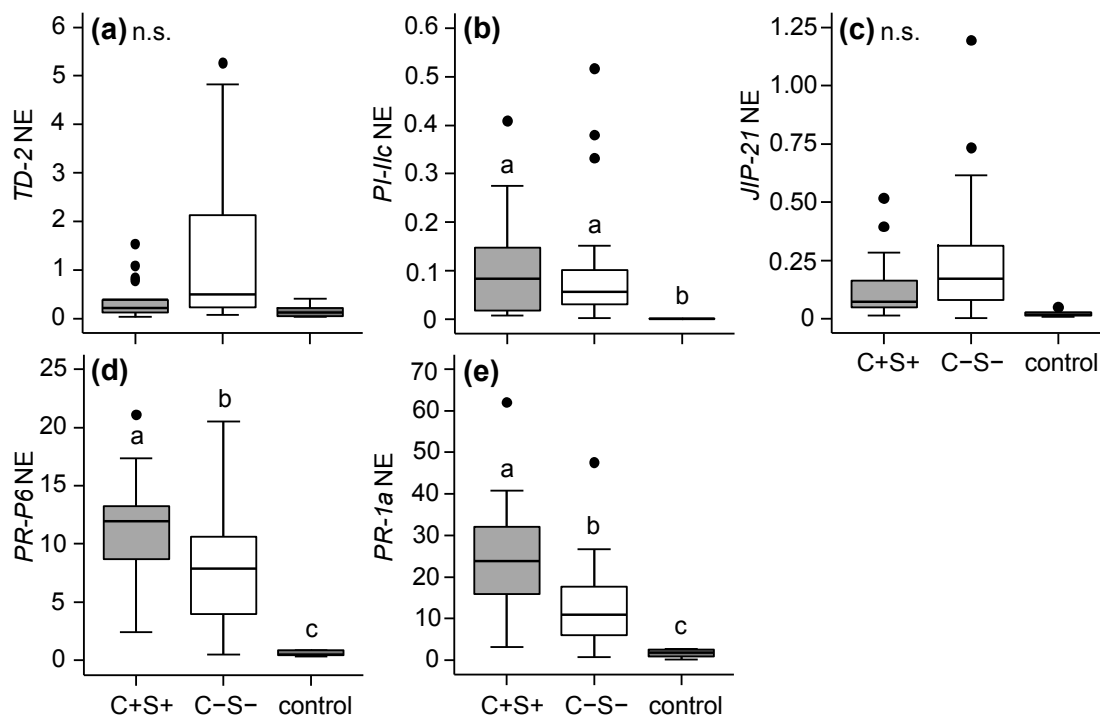 (a) n.s.
TD-2 NE
6
5
4
3
2
1
0
(b)
PI-IIc NE
0.6
0.5
0.4
0.3
0.2
0.1
0
a
a
b
(c) n.s.
JIP-21 NE
1.25
1.00
0.75
0.50
0.25
0
C+S+ C−S− control
(d)
PR-P6 NE
25
20
15
10
5
0
a
b
c
C+S+ C−S− control
(e)
PR-1a NE
70
60
50
40
30
20
10
0
a
b
c
C+S+ C−S− control